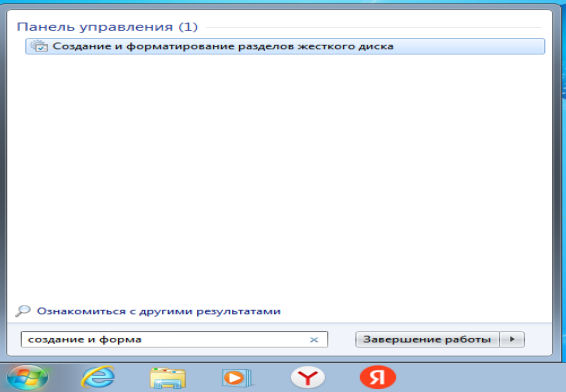 Панель управления (1)
Создание и форматирование разделов жесткого диска
Ознакомиться с другими результатами
создание и форма
Завершение работы
Y
Я